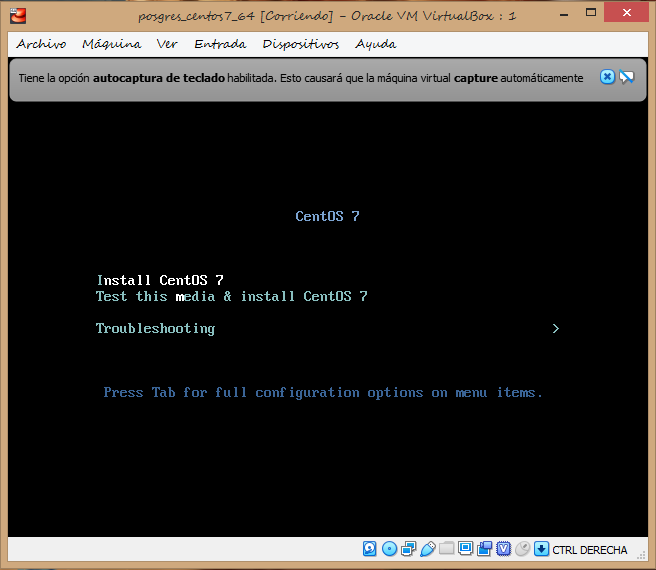 posgres_centos7_64 [Corriendo] - Oracle VM VirtualBox : 1
Archivo Máquina Ver Entrada Dispositivos Ayuda
Tiene la opción autocaptura de teclado habilitada. Esto causará que la máquina virtual capture automáticamente
CentOS 7
Install CentOS 7
Test this media & install CentOS 7
Troubleshooting >
Press Tab for full configuration options on menu items.
CTRL DERECHA